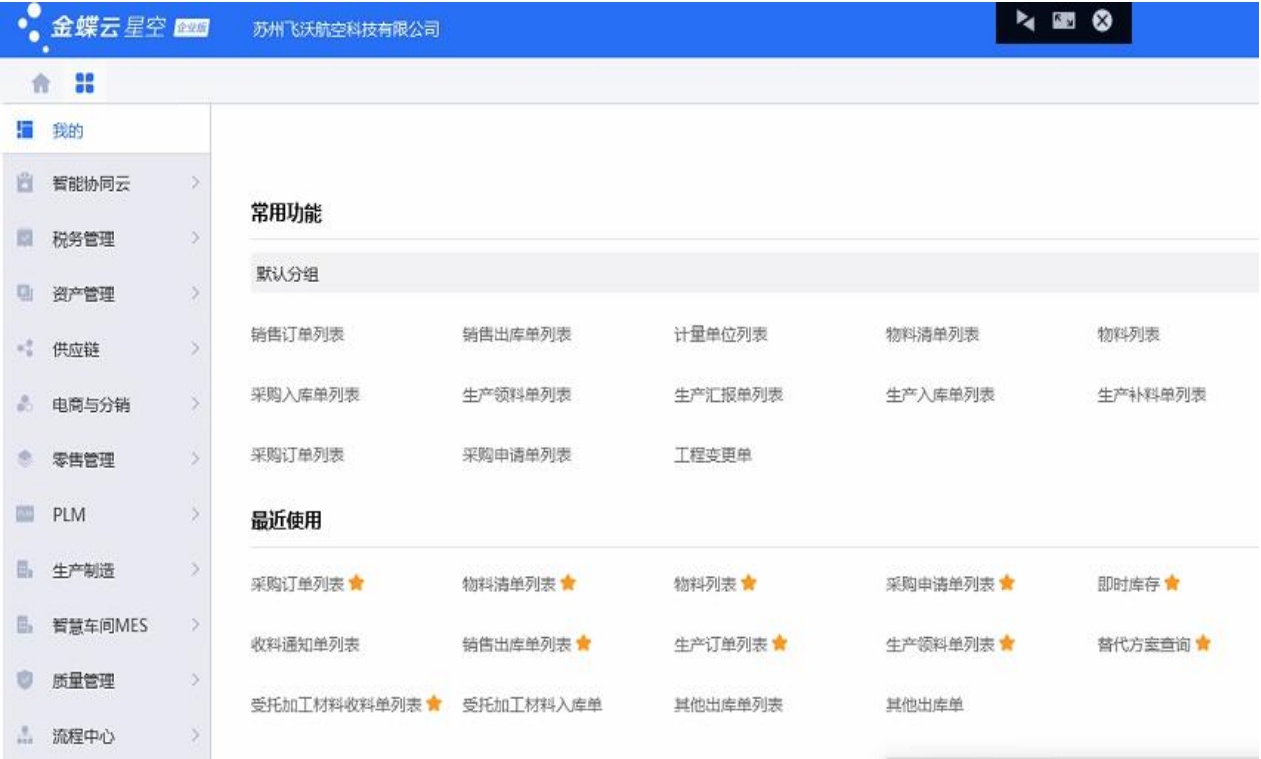 金蝶云星空 企业版 苏州飞沃航空科技有限公司
我的
智能协同云
税务管理
资产管理
供应链
电商与分销
零售管理
PLM
生产制造
智慧车间MES
质量管理
流程中心
常用功能
默认分组
销售订单列表 销售出库单列表 计量单位列表 物料清单列表 物料列表
采购入库单列表 生产领料单列表 生产汇报单列表 生产入库单列表 生产补料单列表
采购订单列表 采购申请单列表 工程变更单
最近使用
采购订单列表 物料清单列表 物料列表 采购申请单列表 即时库存
收料通知单列表 销售出库单列表 生产订单列表 生产领料单列表 替代方案查询
受托加工材料收料单列表 受托加工材料入库单 其他出库单列表 其他出库单